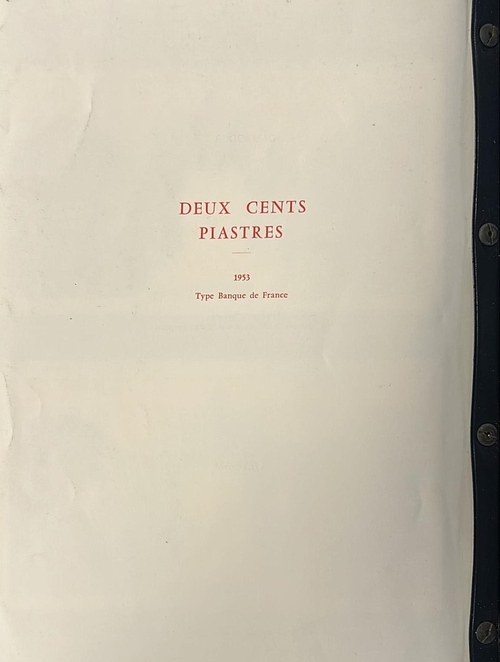 DEUX CENTS
PIASTRES
1953
Type Banque de France